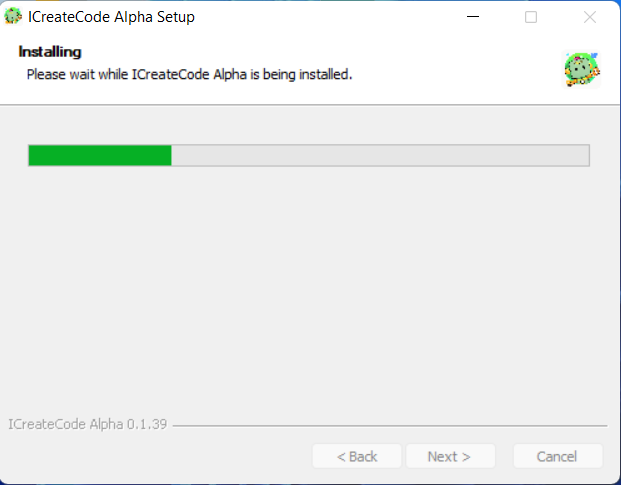 ICreateCode Alpha Setup
Installing
Please wait while ICreateCode Alpha is being installed.
ICreateCode Alpha 0.1.39
< Back
Next >
Cancel